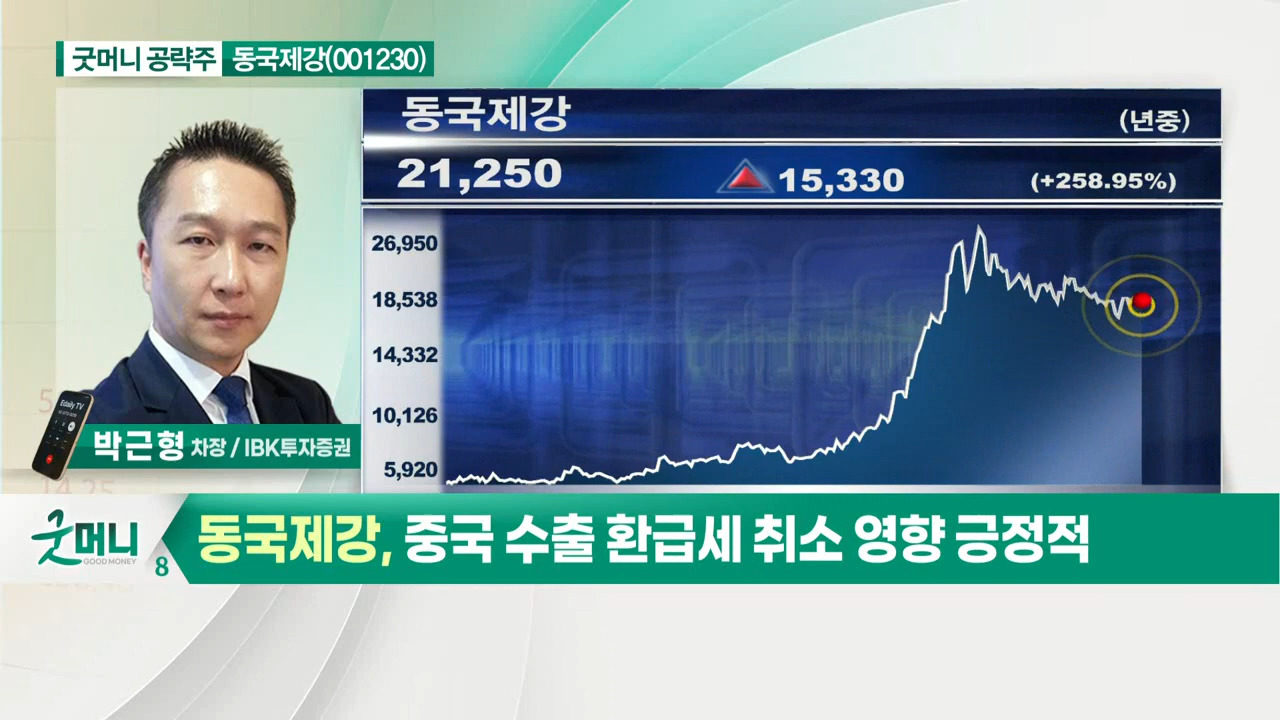 굿머니 공략주 동국제강(001230)
동국제강 (년중)
21,250 15,330 (+258.95%)
26,950
18,538
14,332
10,126
5,920
Edaily TV
박근형 차장 / IBK투자증권
14.25
굿머니 GOOD MONEY 8
동국제강, 중국 수출 환급세 취소 영향 긍정적